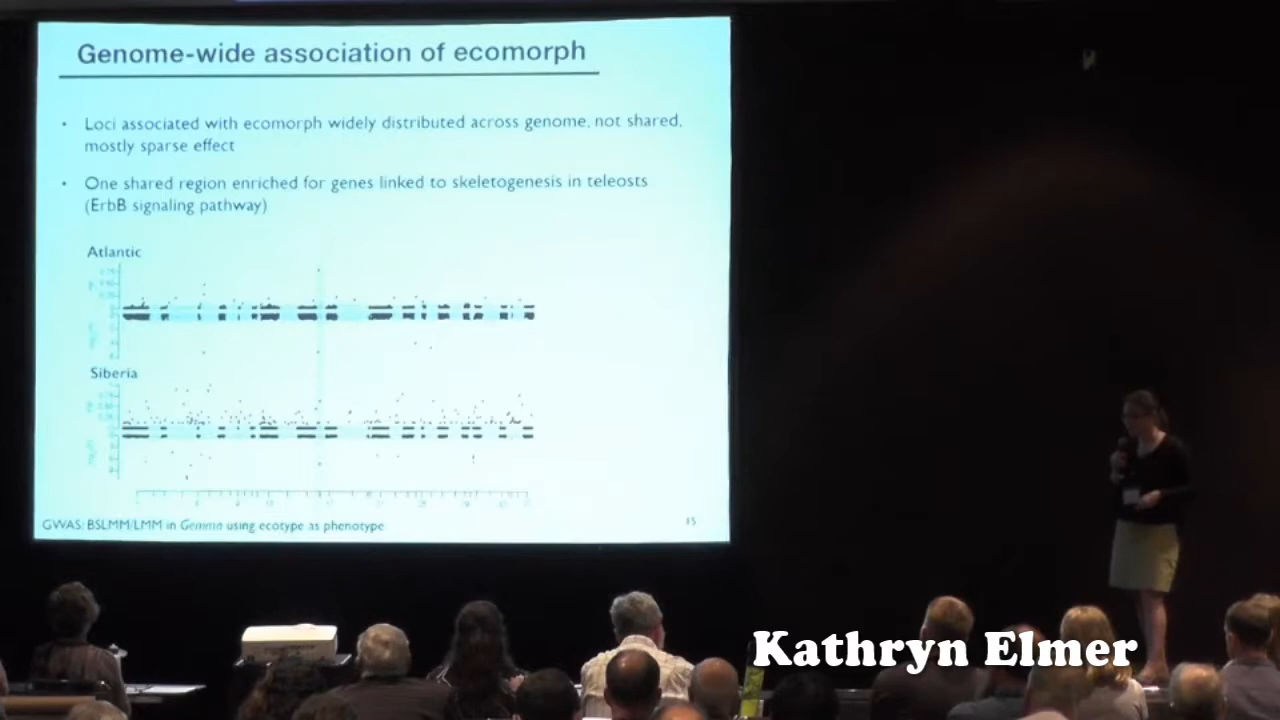 Genome-wide association of ecomorph
• Loci associated with ecomorph widely distributed across genome, not shared,
mostly sparse effect
• One shared region enriched for genes linked to skeletogenesis in teleosts
(ErbB signaling pathway)
Atlantic
Siberia
GWAS: BSLMM/LMM in Gemma using ecotype as phenotype
15
Kathryn Elmer